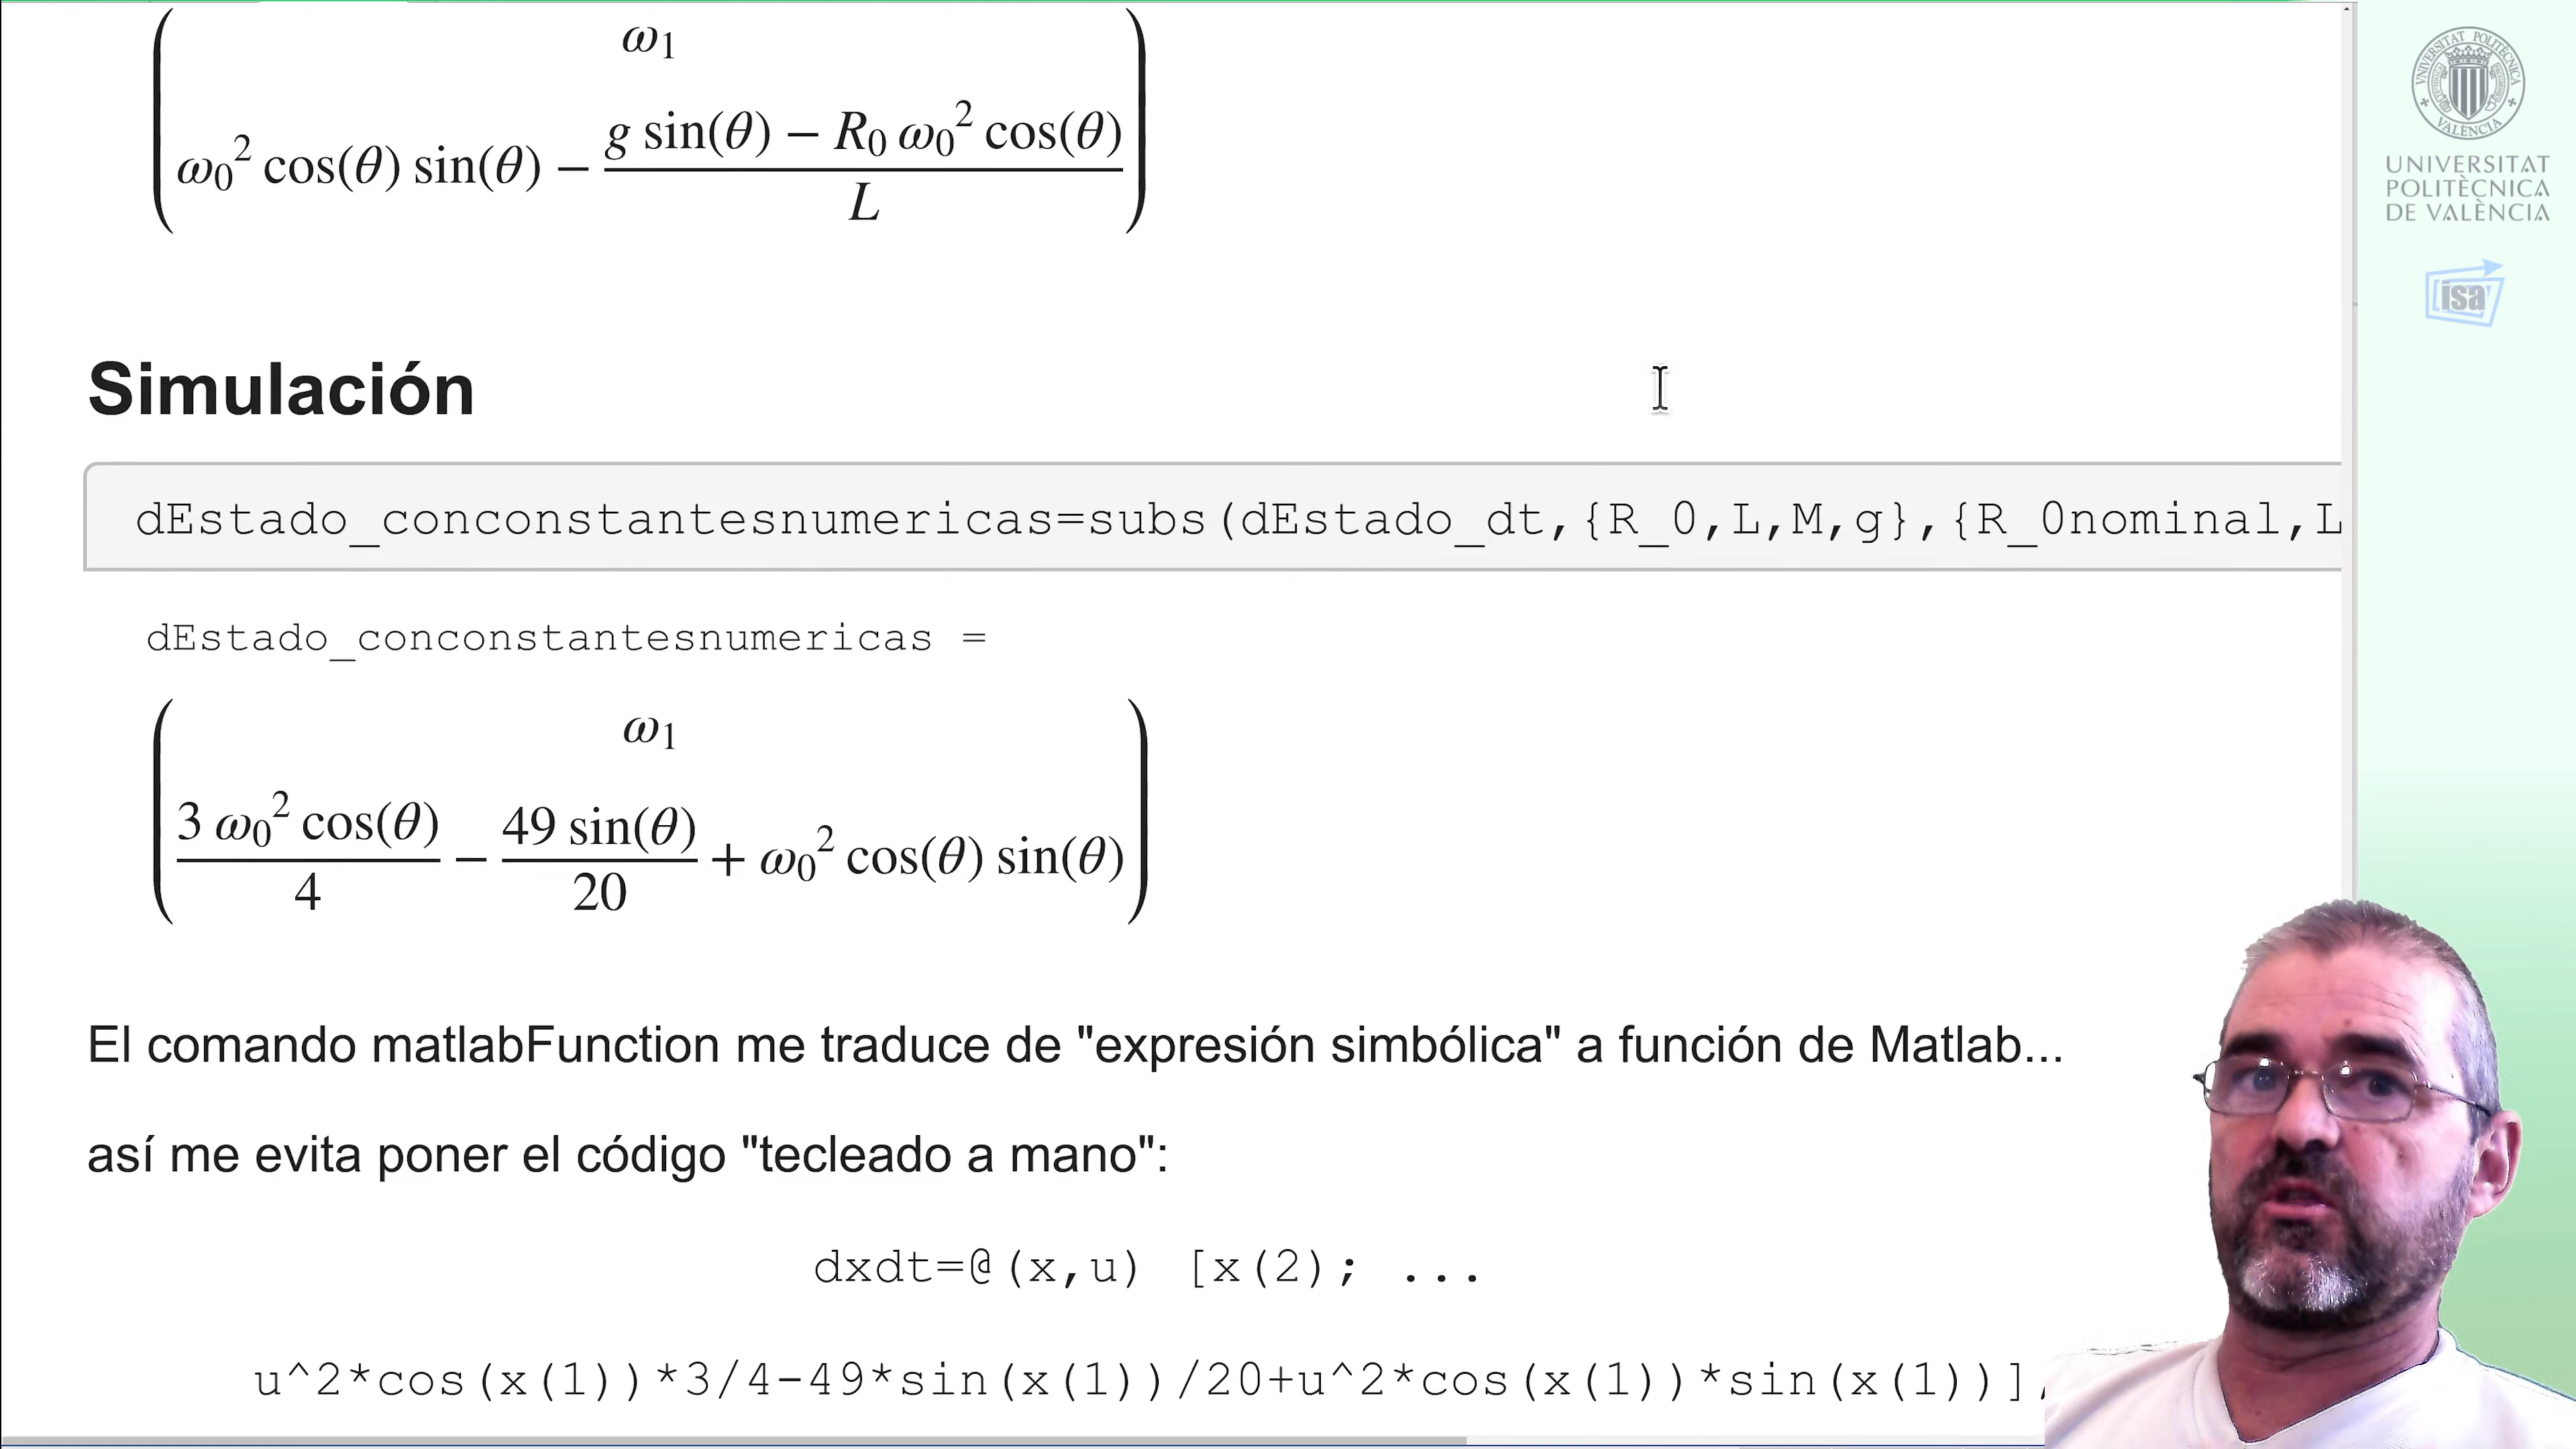 ω₁
ω₀² cos(θ) sin(θ) − (g sin(θ) − R₀ ω₀² cos(θ)) / L
Simulación
dEstado_conconstantesnumericas=subs(dEstado_dt,{R_0,L,M,g},{R_0nominal,L
dEstado_conconstantesnumericas =
ω₁
3 ω₀² cos(θ) / 4 − 49 sin(θ) / 20 + ω₀² cos(θ) sin(θ)
El comando matlabFunction me traduce de "expresión simbólica" a función de Matlab...
así me evita poner el código "tecleado a mano":
dxdt=@(x,u) [x(2); ...
u^2*cos(x(1))*3/4-49*sin(x(1))/20+u^2*cos(x(1))*sin(x(1))]
UNIVERSITAT POLITÈCNICA
VALÈNCIA
UNIVERSITAT
POLITÈCNICA
DE VALÈNCIA
isa